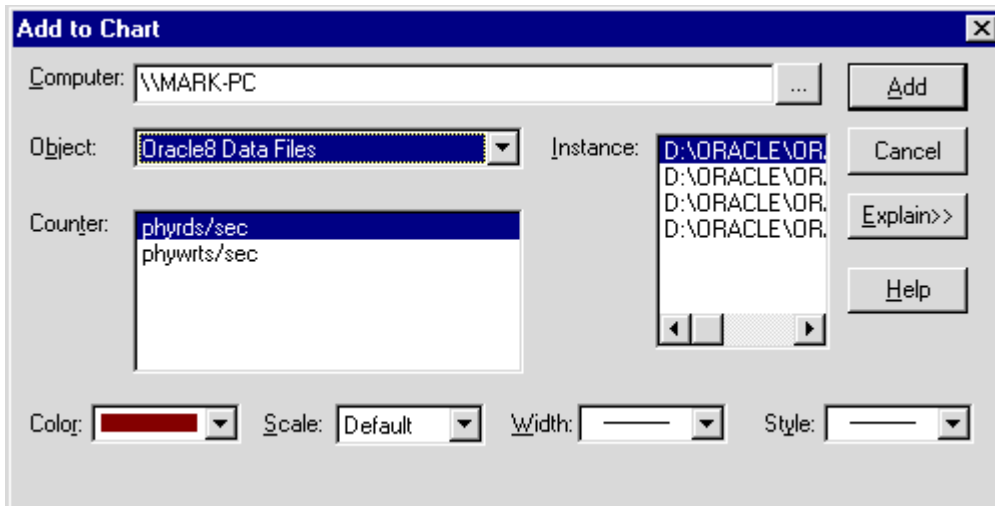 Add to Chart
Computer: \\MARK-PC ... Add
Object: Oracle8 Data Files Instance: D:\ORACLE\OR. Cancel
D:\ORACLE\OR.
D:\ORACLE\OR.
D:\ORACLE\OR.
Counter: phyrds/sec Explain>>
phywrts/sec
Help
Color: Scale: Default Width: Style: